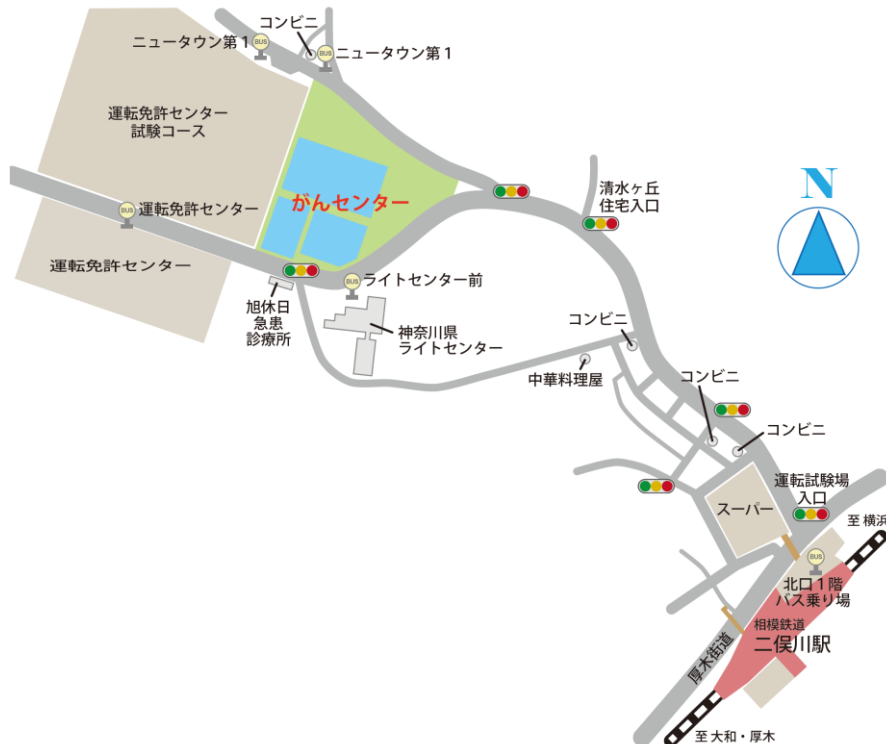 コンビニ
ニュータウン第1
BUS
BUS
ニュータウン第1
運転免許センター
試験コース
がんセンター
清水ヶ丘
住宅入口
N
BUS
運転免許センター
運転免許センター
BUS
ライトセンター前
旭休日
急患
診療所
神奈川県
ライトセンター
コンビニ
中華料理屋
コンビニ
コンビニ
運転試験場
入口
スーパー
至 横浜
BUS
北口1階
バス乗り場
相模鉄道
二俣川駅
厚木街道
至 大和・厚木